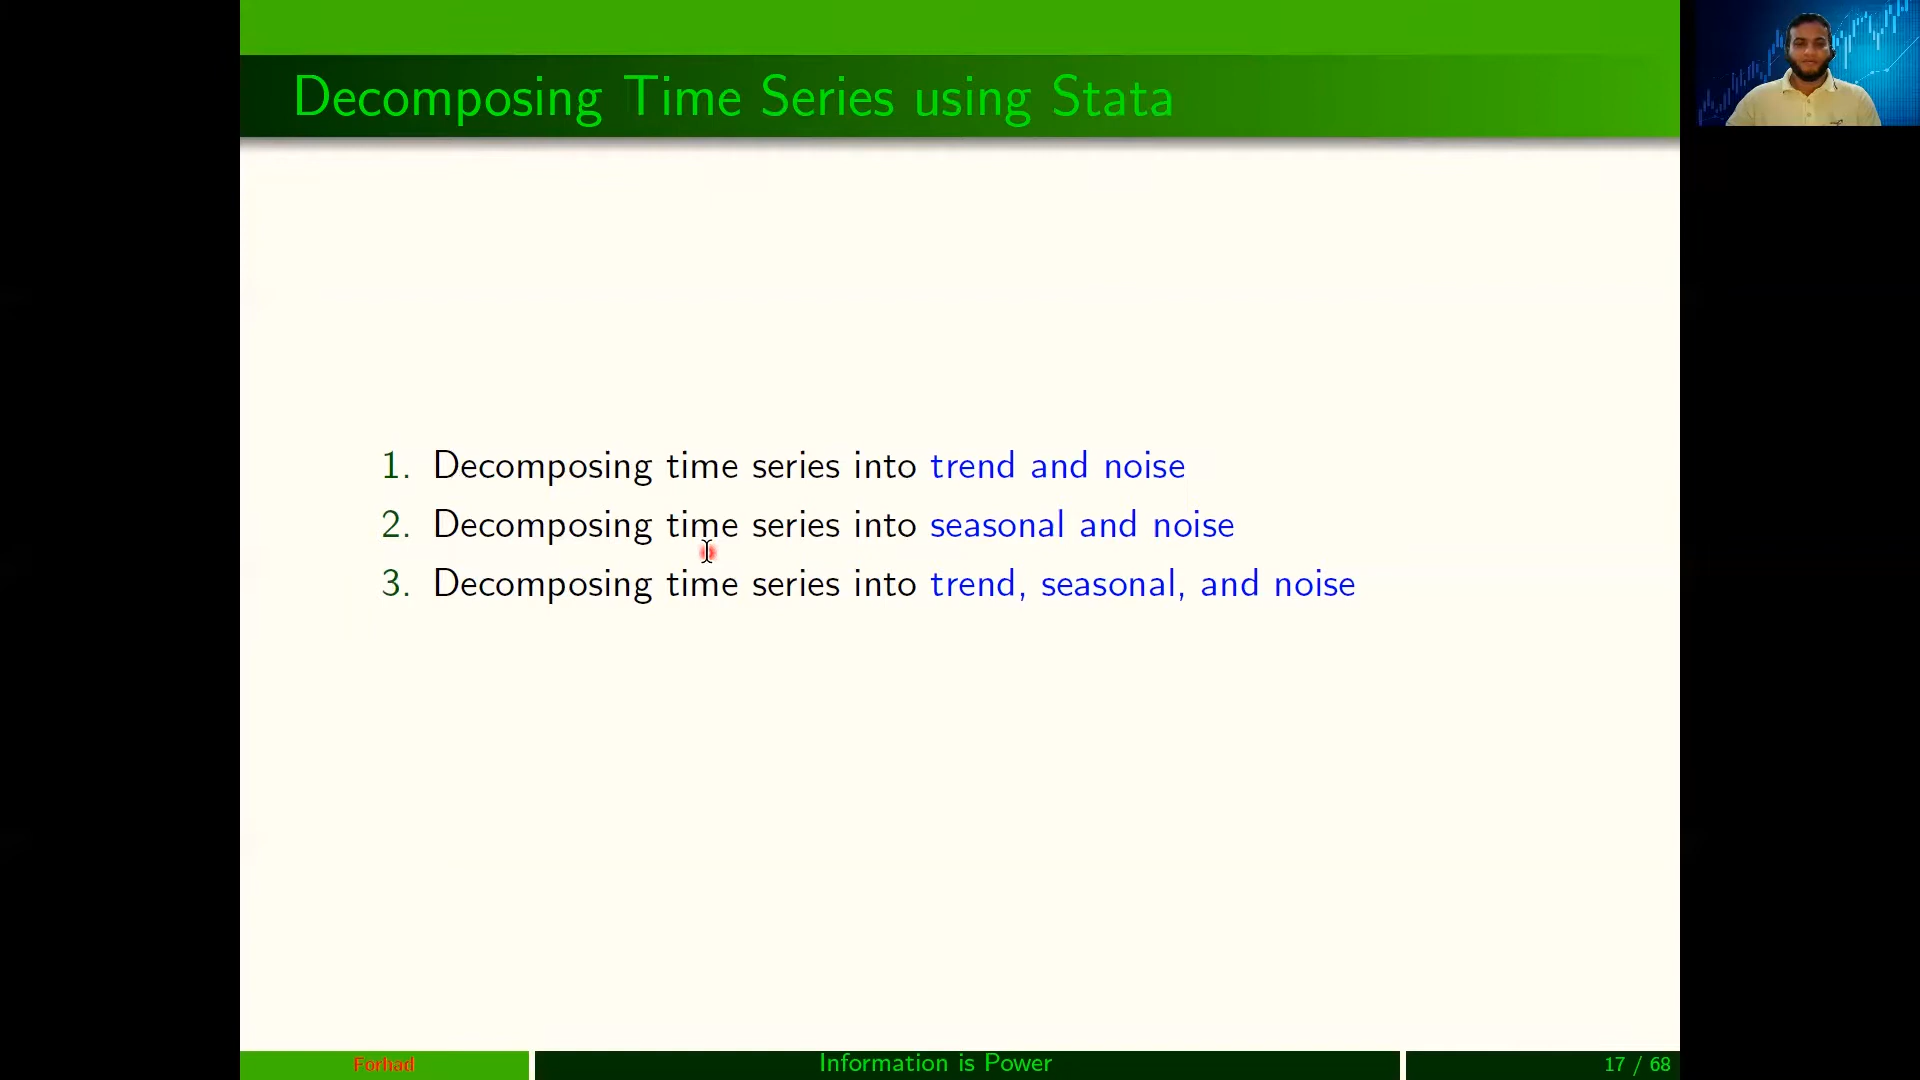 Decomposing Time Series using Stata
1. Decomposing time series into trend and noise
2. Decomposing time series into seasonal and noise
3. Decomposing time series into trend, seasonal, and noise
Forhad
Information is Power
17 / 68